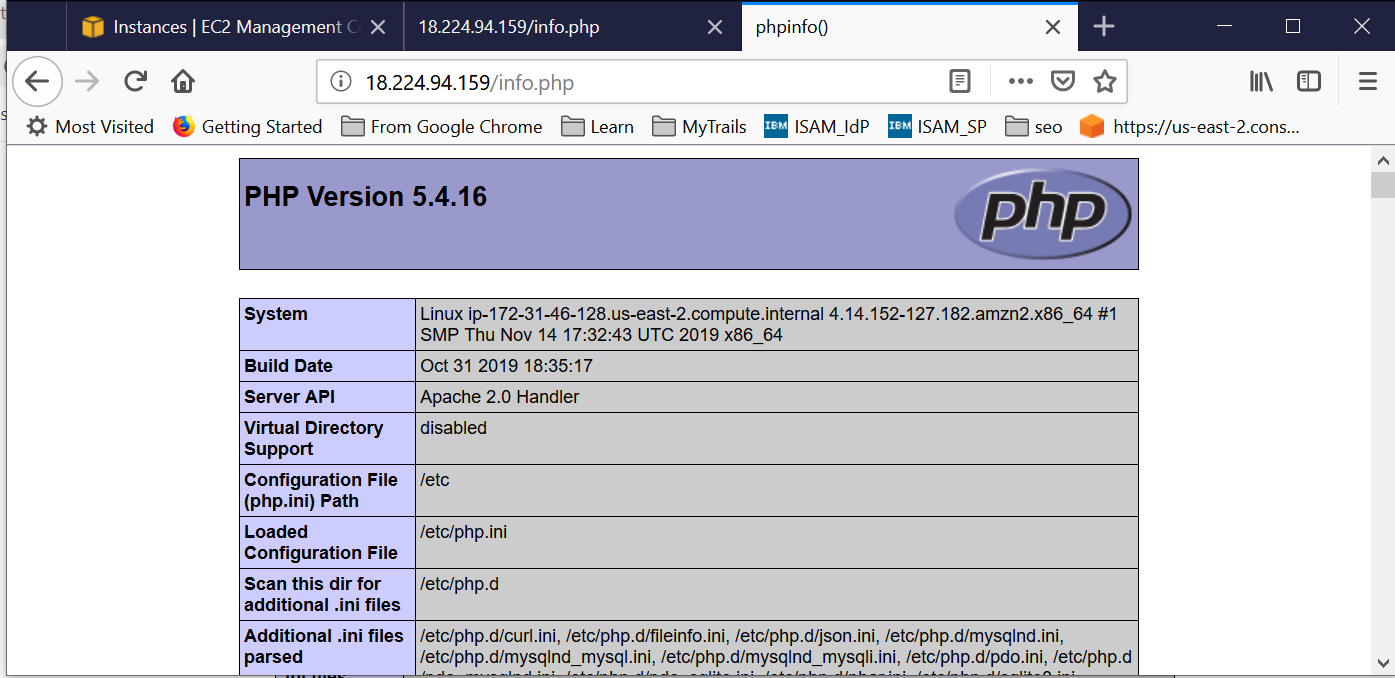 Instances | EC2 Management Co
18.224.94.159/info.php
phpinfo()
18.224.94.159/info.php
Most Visited
Getting Started
From Google Chrome
Learn
MyTrails
IBM ISAM_IdP
IBM ISAM_SP
seo
https://us-east-2.cons...
PHP Version 5.4.16
php
System
Linux ip-172-31-46-128.us-east-2.compute.internal 4.14.152-127.182.amzn2.x86_64 #1
SMP Thu Nov 14 17:32:43 UTC 2019 x86_64
Build Date
Oct 31 2019 18:35:17
Server API
Apache 2.0 Handler
Virtual Directory
Support
disabled
Configuration File
(php.ini) Path
/etc
Loaded
Configuration File
/etc/php.ini
Scan this dir for
additional .ini files
/etc/php.d
Additional .ini files
parsed
/etc/php.d/curl.ini, /etc/php.d/fileinfo.ini, /etc/php.d/json.ini, /etc/php.d/mysqlnd.ini,
/etc/php.d/mysqlnd_mysql.ini, /etc/php.d/mysqlnd_mysqli.ini, /etc/php.d/pdo.ini, /etc/php.d